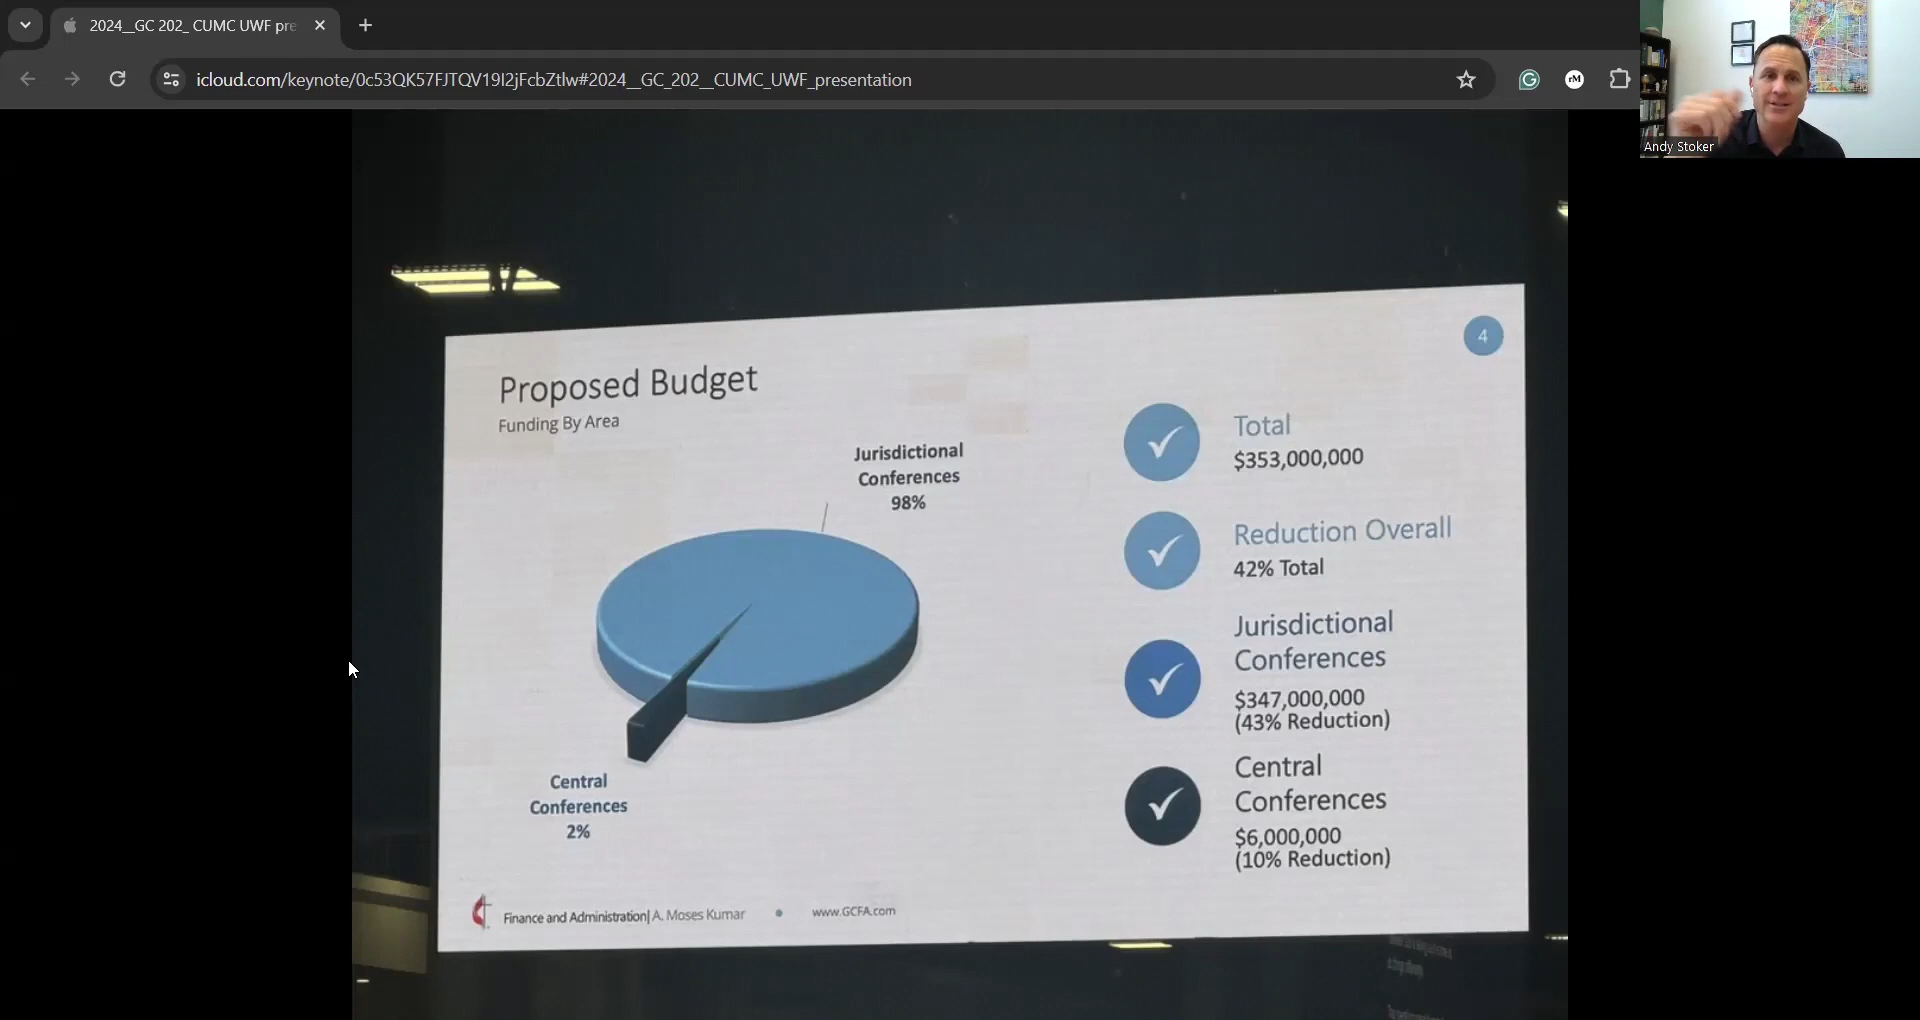 2024__GC 202_ CUMC UWF pre
icloud.com/keynote/0c53QK57FJTQV19I2jFcbZtlw#2024__GC_202__CUMC_UWF_presentation
rM
Andy Stoker
4
Proposed Budget
Funding By Area
Jurisdictional
Conferences
98%
Central
Conferences
2%
Total
$353,000,000
Reduction Overall
42% Total
Jurisdictional
Conferences
$347,000,000
(43% Reduction)
Central
Conferences
$6,000,000
(10% Reduction)
Finance and Administration| A. Moses Kumar • www.GCFA.com